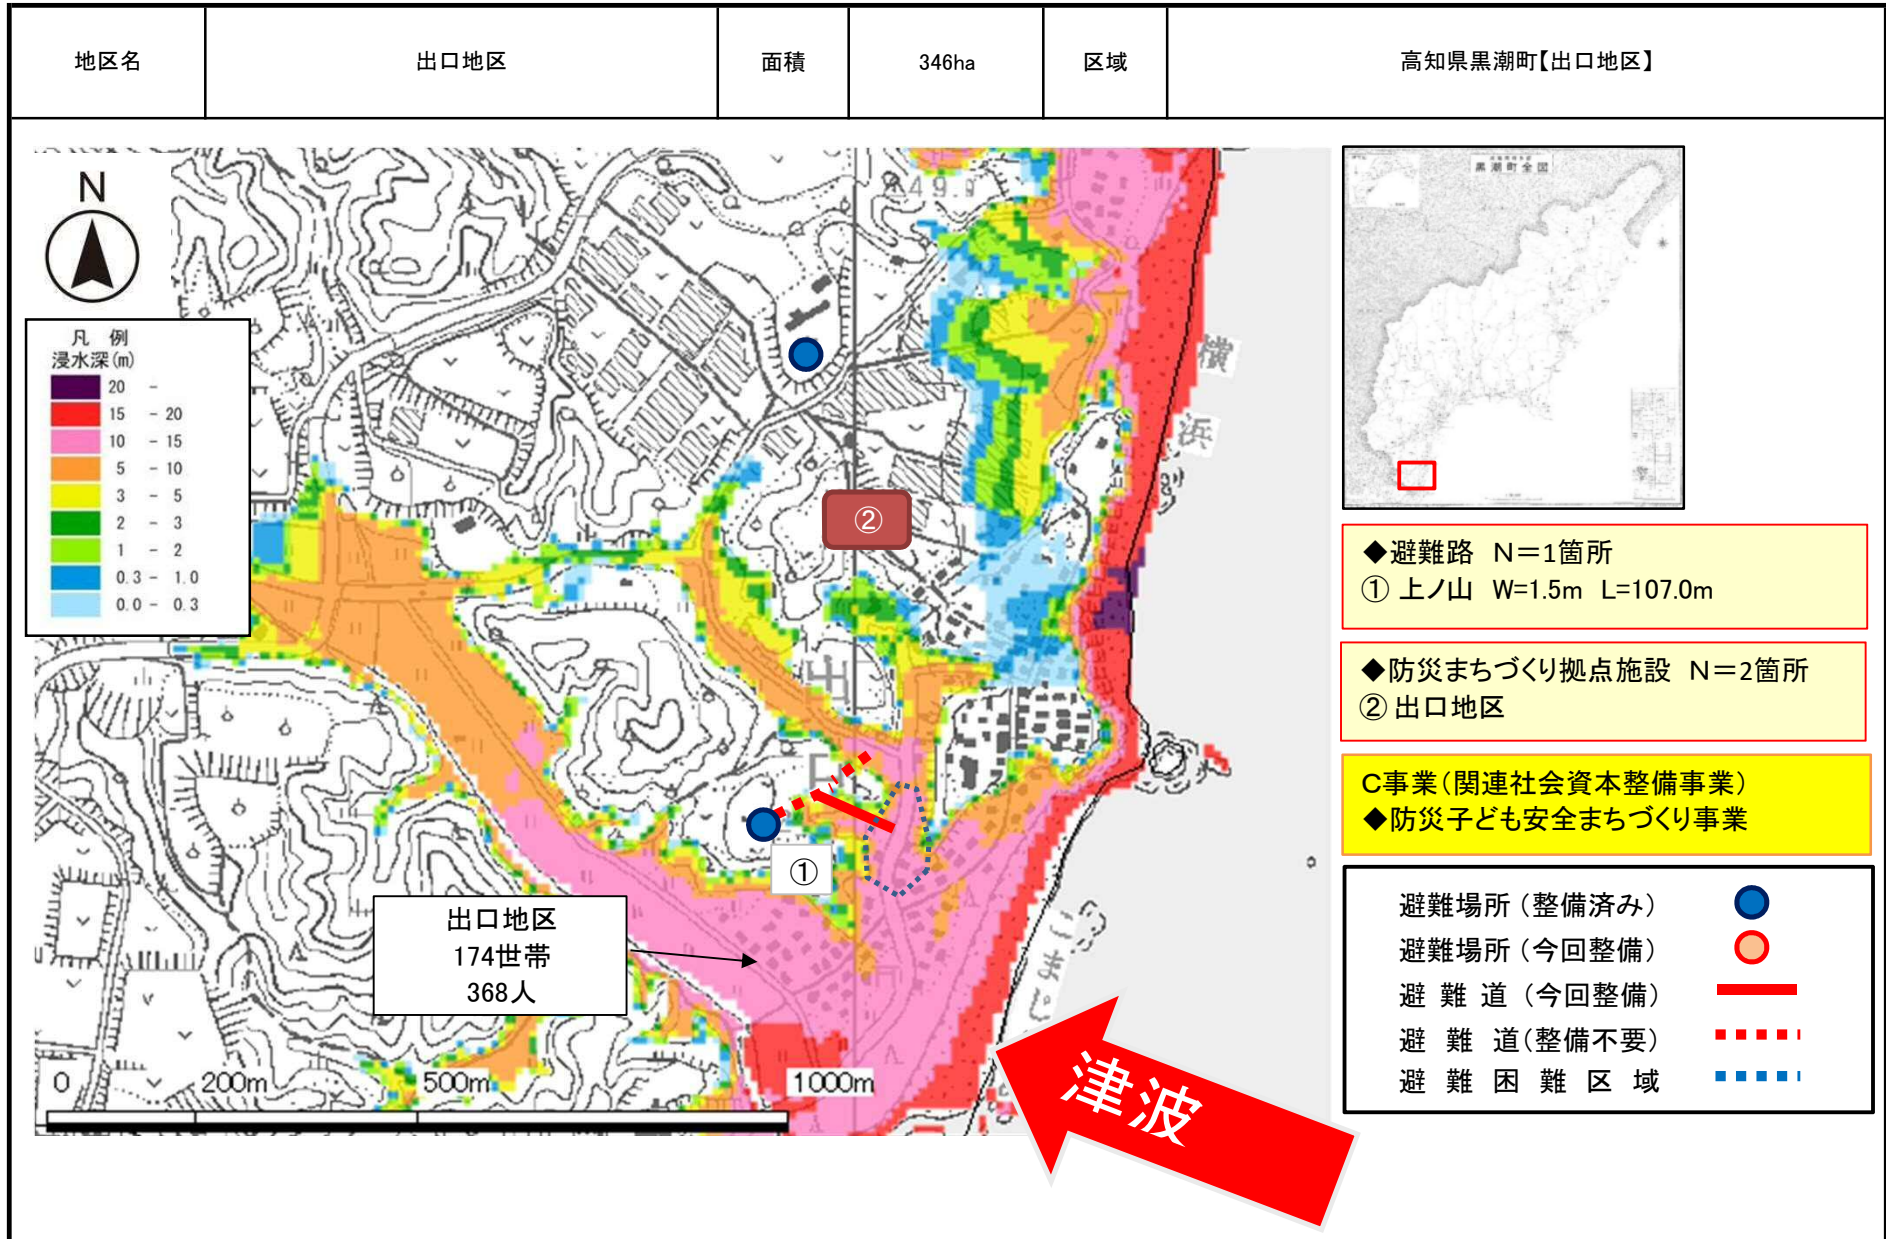 地区名 出口地区 面積 346ha 区域 高知県黒潮町【出口地区】
N
凡 例
浸水深(m)
20 -
15 - 20
10 - 15
5 - 10
3 - 5
2 - 3
1 - 2
0.3 - 1.0
0.0 - 0.3
横
浜
②
出
口
①
出口地区
174世帯
368人
0 200m 500m 1000m
津波
黒潮町全図
◆避難路 N=1箇所
① 上ノ山 W=1.5m L=107.0m
◆防災まちづくり拠点施設 N=2箇所
② 出口地区
C事業(関連社会資本整備事業)
◆防災子ども安全まちづくり事業
避難場所(整備済み)
避難場所(今回整備)
避 難 道(今回整備)
避 難 道(整備不要)
避 難 困 難 区 域